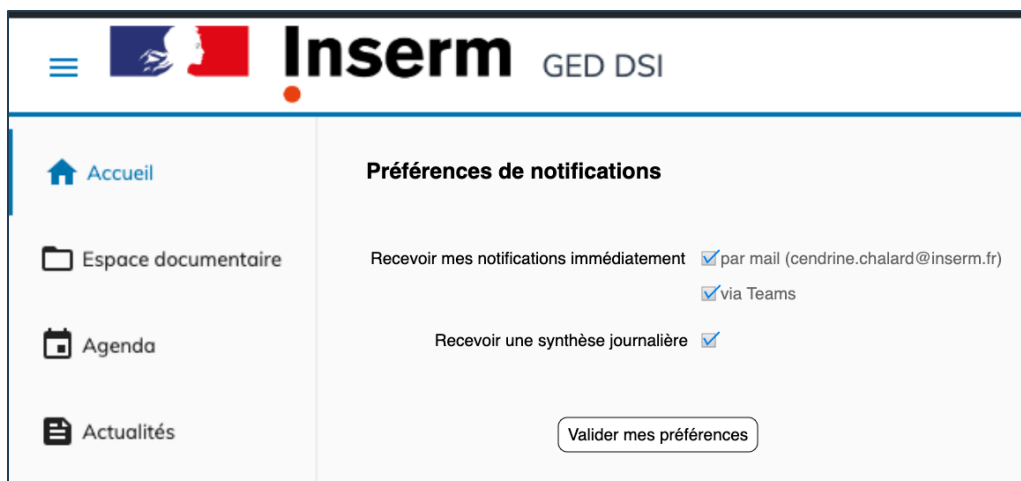 Inserm GED DSI
Accueil
Préférences de notifications
Espace documentaire
Recevoir mes notifications immédiatement par mail (cendrine.chalard@inserm.fr)
via Teams
Agenda
Recevoir une synthèse journalière
Actualités
Valider mes préférences